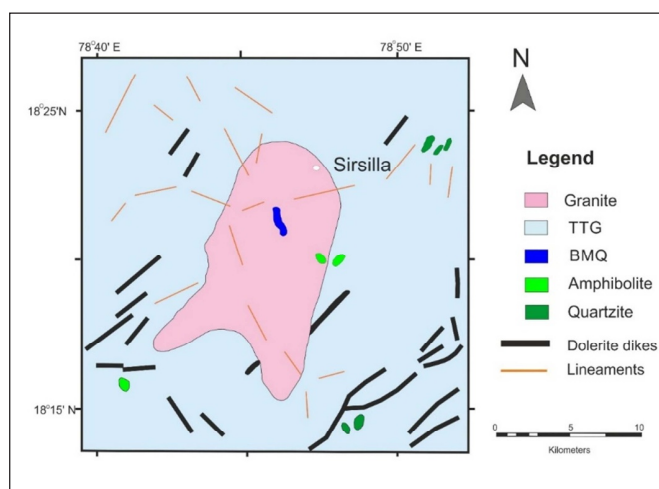 78°40' E
78°50' E
18°25'N
18°15' N
Sirsilla
N
Legend
Granite
TTG
BMQ
Amphibolite
Quartzite
Dolerite dikes
Lineaments
0 5 10
Kilometers